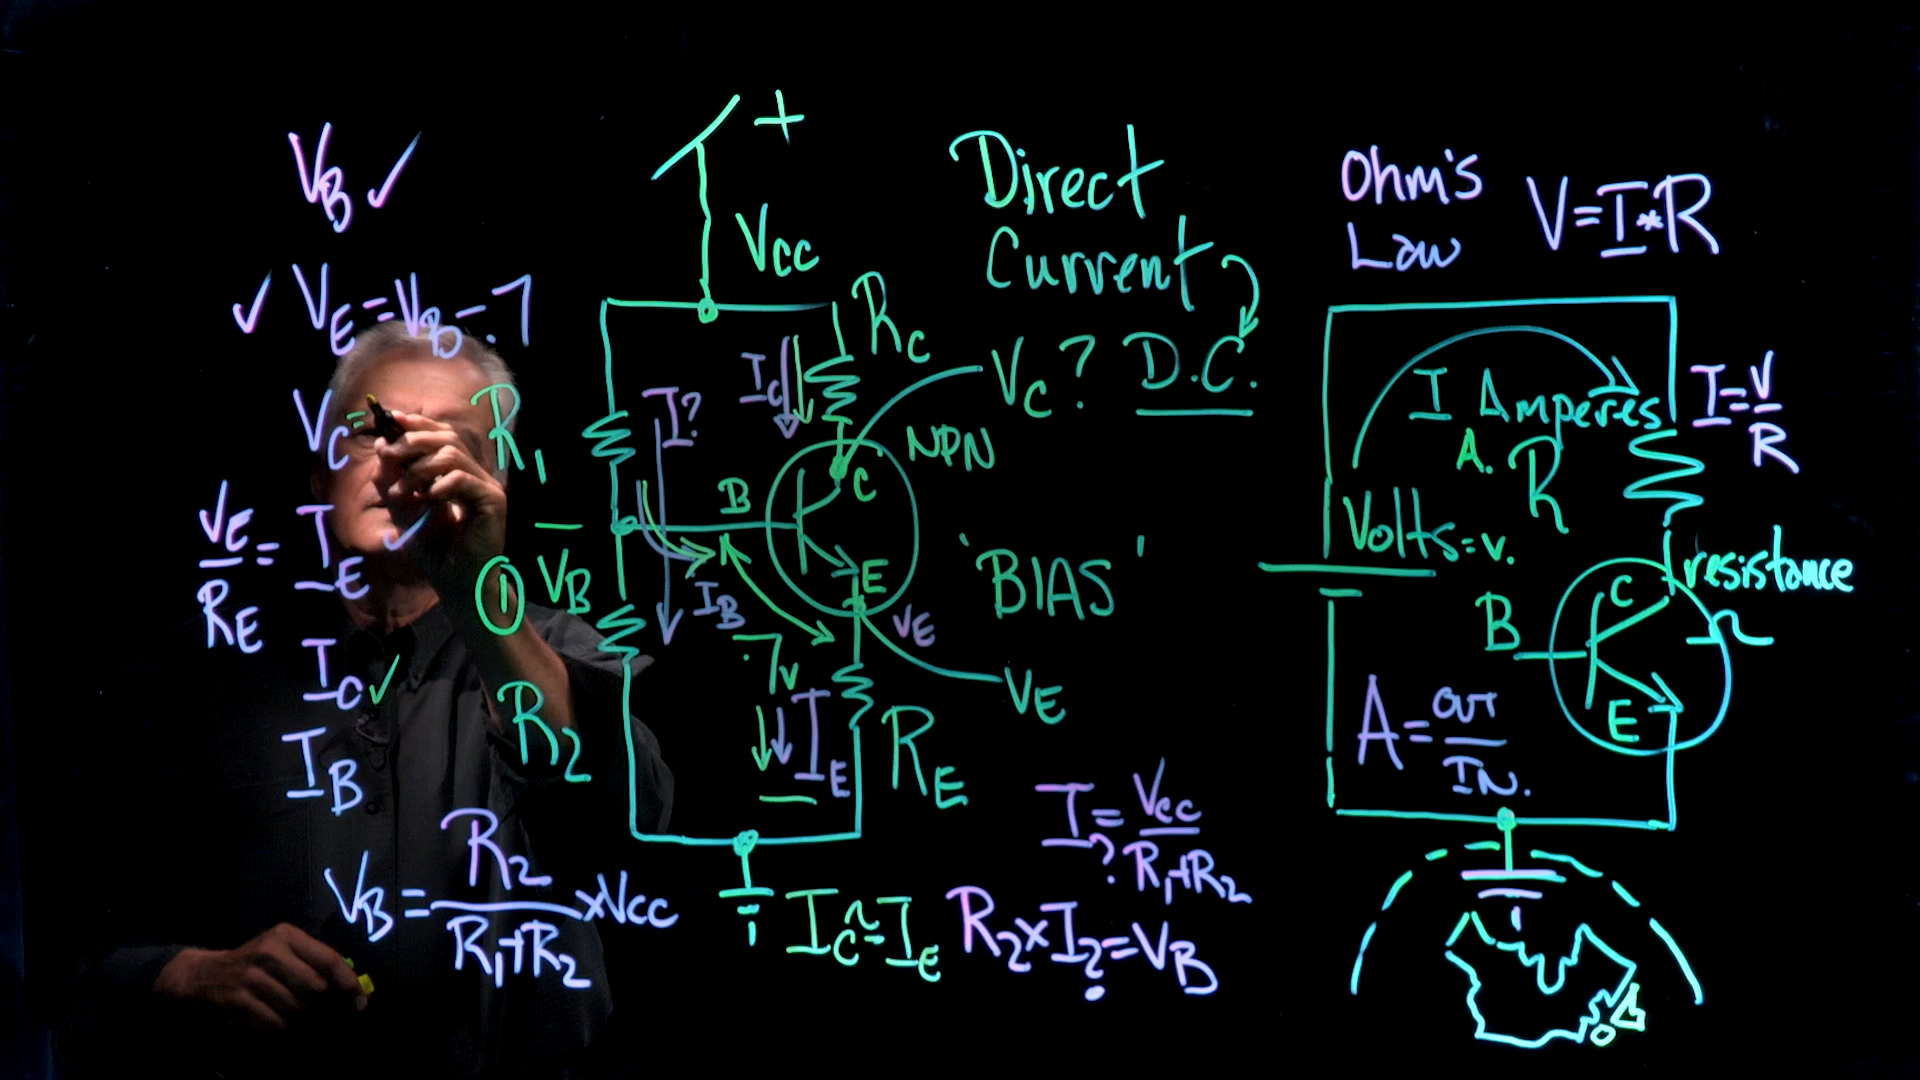 VB ✓
✓ VE = VB - .7
VC =
VE / RE = IE ✓
IC ✓
IB
VB = R2 / R1+R2 x Vcc
+
Vcc
R1
RC
I?
IC
NPN
B
C
E
① VB
IB
.7v
VE
R2
IE
RE
VE
IC ≈ IE
Direct
Current
VC? D.C.
'BIAS'
I? = Vcc / R1+R2
R2 x I? = VB
Ohm's
Law
V=I*R
I Amperes
A.
R
I=V/R
Volts=v.
resistance
Ω
B
C
E
A= OUT / IN.